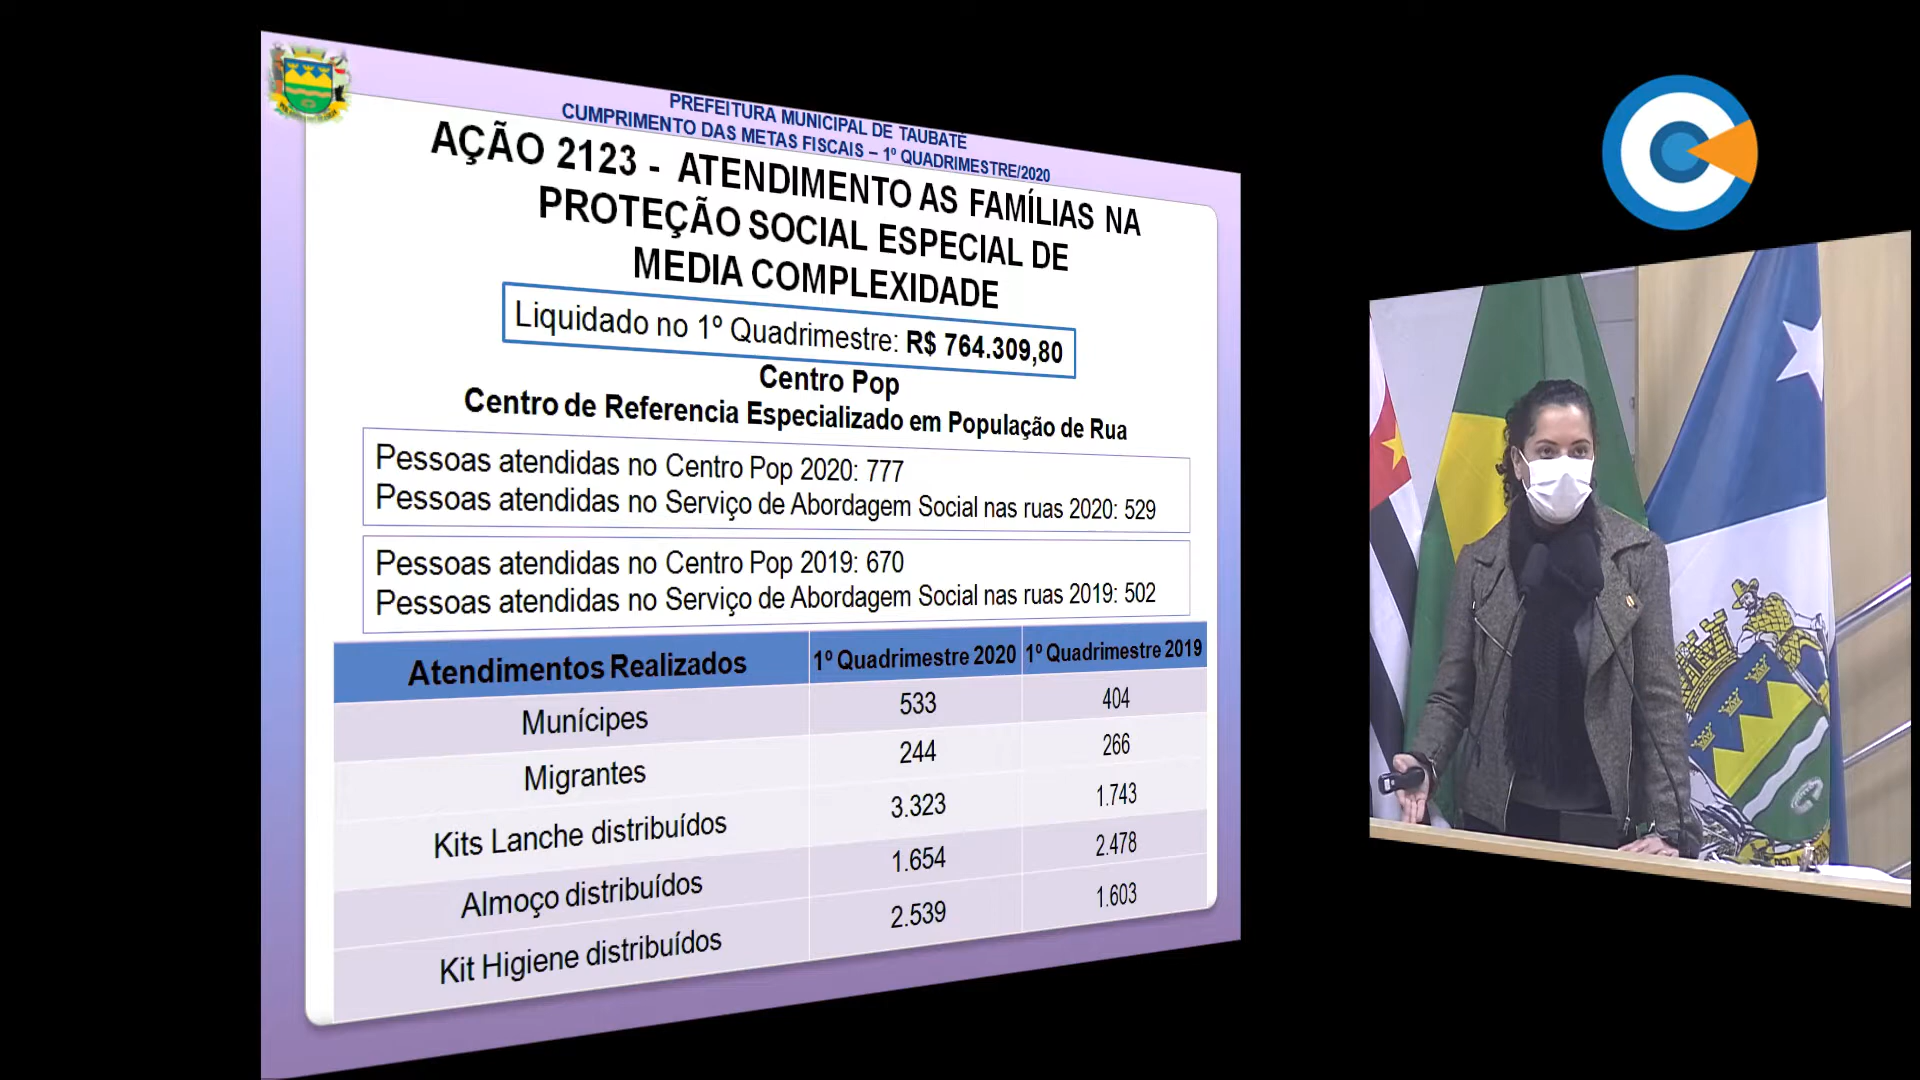 PREFEITURA MUNICIPAL DE TAUBATÉ
CUMPRIMENTO DAS METAS FISCAIS – 1º QUADRIMESTRE/2020
AÇÃO 2123 - ATENDIMENTO AS FAMÍLIAS NA
PROTEÇÃO SOCIAL ESPECIAL DE
MEDIA COMPLEXIDADE
Liquidado no 1º Quadrimestre: R$ 764.309,80
Centro Pop
Centro de Referencia Especializado em População de Rua
Pessoas atendidas no Centro Pop 2020: 777
Pessoas atendidas no Serviço de Abordagem Social nas ruas 2020: 529
Pessoas atendidas no Centro Pop 2019: 670
Pessoas atendidas no Serviço de Abordagem Social nas ruas 2019: 502
Atendimentos Realizados 1º Quadrimestre 2020 1º Quadrimestre 2019
Munícipes 533 404
Migrantes 244 266
Kits Lanche distribuídos 3.323 1.743
Almoço distribuídos 1.654 2.478
Kit Higiene distribuídos 2.539 1.603